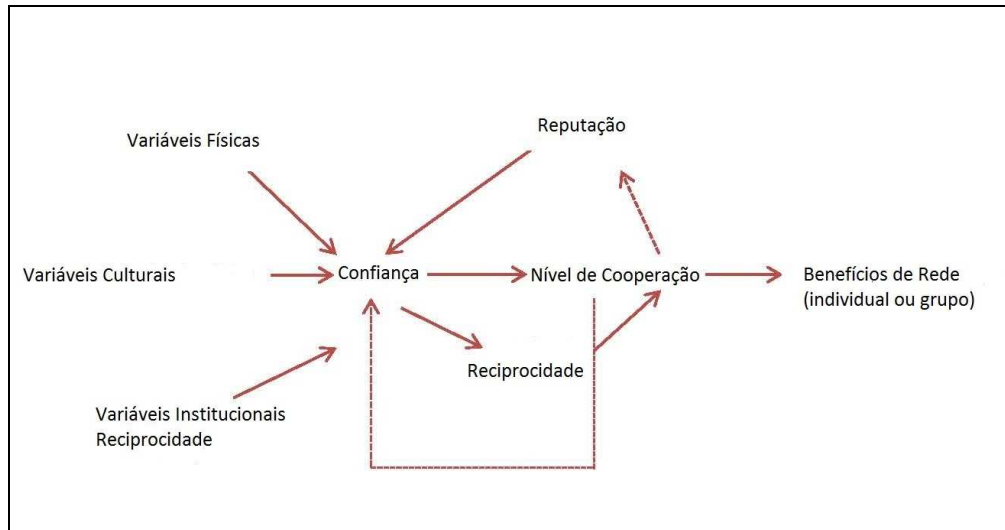 Reputação
Variáveis Físicas
Variáveis Culturais
Confiança
Nível de Cooperação
Benefícios de Rede
(individual ou grupo)
Reciprocidade
Variáveis Institucionais
Reciprocidade